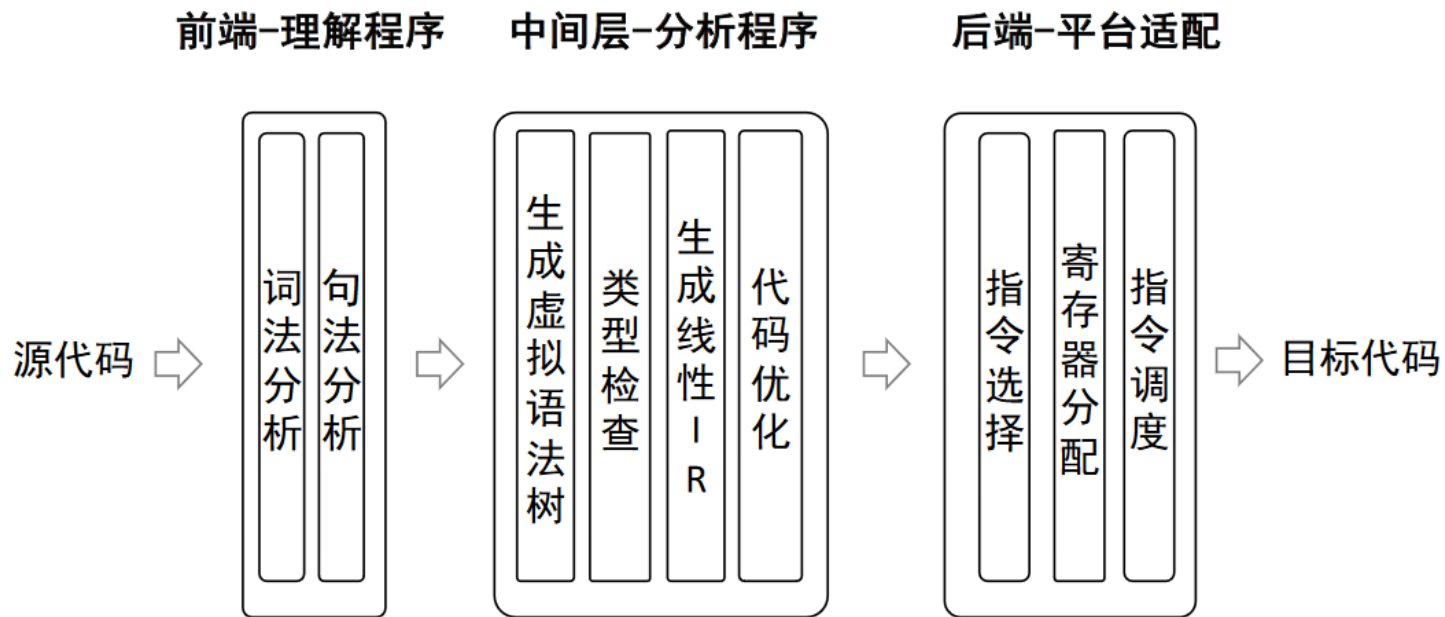 前端-理解程序
中间层-分析程序
后端-平台适配
源代码
词法分析
句法分析
生成虚拟语法树
类型检查
生成线性IR
代码优化
指令选择
寄存器分配
指令调度
目标代码